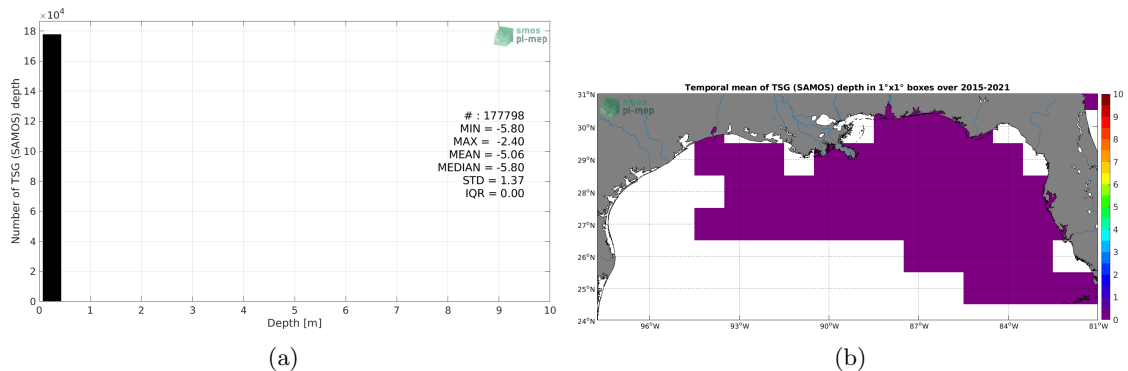 ×10⁴
18
16
14
12
10
8
6
4
2
0
Number of TSG (SAMOS) depth
smos
pi-mep
# : 177798
MIN = -5.80
MAX = -2.40
MEAN = -5.06
MEDIAN = -5.80
STD = 1.37
IQR = 0.00
0 1 2 3 4 5 6 7 8 9 10
Depth [m]
(a)
Temporal mean of TSG (SAMOS) depth in 1°x1° boxes over 2015-2021
smos
pi-mep
31°N
30°N
29°N
28°N
27°N
26°N
25°N
24°N
96°W 93°W 90°W 87°W 84°W 81°W
10
9
8
7
6
5
4
3
2
1
0
(b)